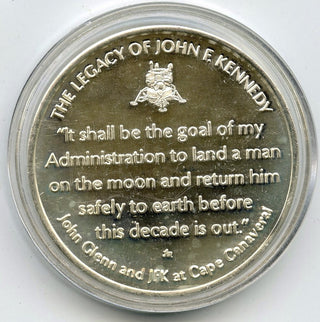 THE LEGACY OF JOHN F. KENNEDY
"It shall be the goal of my
Administration to land a man
on the moon and return him
safely to earth before
this decade is out."
John Glenn and JFK at Cape Canaveral